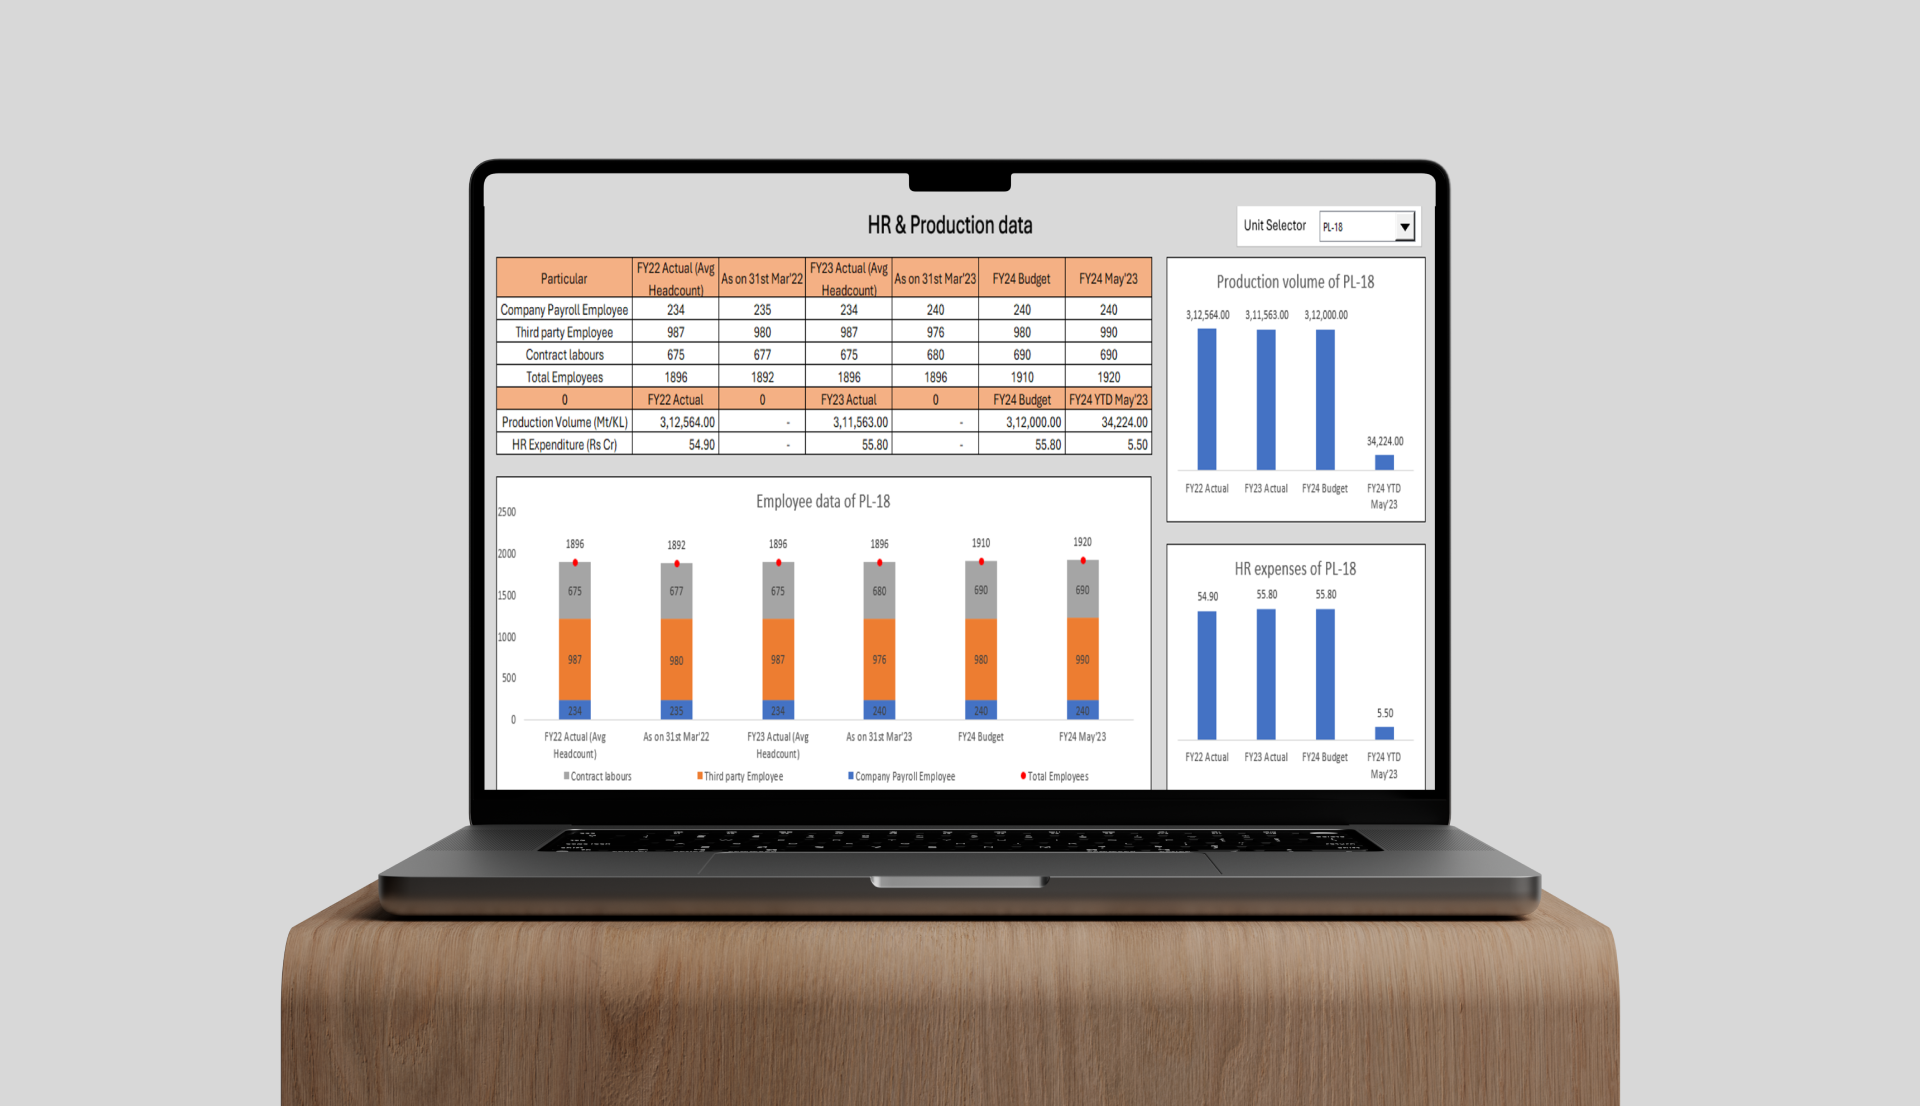 HR & Production data
Unit Selector PL-18
Particular FY22 Actual (Avg Headcount) As on 31st Mar'22 FY23 Actual (Avg Headcount) As on 31st Mar'23 FY24 Budget FY24 May'23
Company Payroll Employee 234 235 234 240 240 240
Third party Employee 987 980 987 976 980 990
Contract labours 675 677 675 680 690 690
Total Employees 1896 1892 1896 1896 1910 1920
0 FY22 Actual 0 FY23 Actual 0 FY24 Budget FY24 YTD May'23
Production Volume (Mt/KL) 3,12,564.00 - 3,11,563.00 - 3,12,000.00 34,224.00
HR Expenditure (Rs Cr) 54.90 - 55.80 - 55.80 5.50
Production volume of PL-18
3,12,564.00 3,11,563.00 3,12,000.00
34,224.00
FY22 Actual FY23 Actual FY24 Budget FY24 YTD
May'23
Employee data of PL-18
2500
2000
1500
1000
500
0
1896 1892 1896 1896 1910 1920
675 677 675 680 690 690
987 980 987 976 980 990
234 235 234 240 240 240
FY22 Actual (Avg As on 31st Mar'22 FY23 Actual (Avg As on 31st Mar'23 FY24 Budget FY24 May'23
Headcount) Headcount)
Contract labours Third party Employee Company Payroll Employee Total Employees
HR expenses of PL-18
54.90 55.80 55.80
5.50
FY22 Actual FY23 Actual FY24 Budget FY24 YTD
May'23